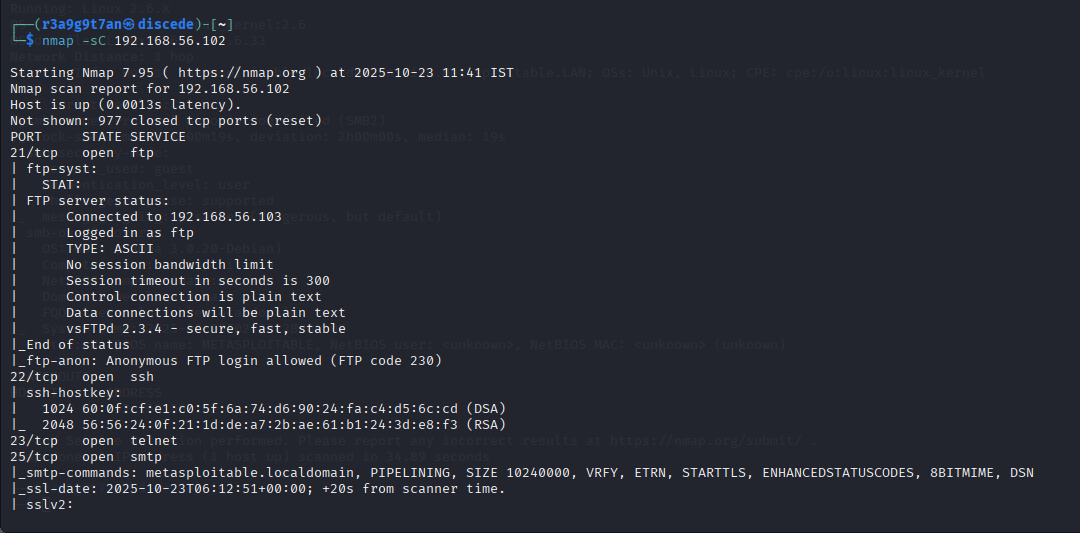 ┌──(r3a9g9t7an㉿discede)-[~]
└─$ nmap -sC 192.168.56.102
Starting Nmap 7.95 ( https://nmap.org ) at 2025-10-23 11:41 IST
Nmap scan report for 192.168.56.102
Host is up (0.0013s latency).
Not shown: 977 closed tcp ports (reset)
PORT     STATE SERVICE
21/tcp   open  ftp
| ftp-syst:
|   STAT:
| FTP server status:
|      Connected to 192.168.56.103
|      Logged in as ftp
|      TYPE: ASCII
|      No session bandwidth limit
|      Session timeout in seconds is 300
|      Control connection is plain text
|      Data connections will be plain text
|      vsFTPd 2.3.4 - secure, fast, stable
|_End of status
|_ftp-anon: Anonymous FTP login allowed (FTP code 230)
22/tcp   open  ssh
| ssh-hostkey:
|   1024 60:0f:cf:e1:c0:5f:6a:74:d6:90:24:fa:c4:d5:6c:cd (DSA)
|_  2048 56:56:24:0f:21:1d:de:a7:2b:ae:61:b1:24:3d:e8:f3 (RSA)
23/tcp   open  telnet
25/tcp   open  smtp
|_smtp-commands: metasploitable.localdomain, PIPELINING, SIZE 10240000, VRFY, ETRN, STARTTLS, ENHANCEDSTATUSCODES, 8BITMIME, DSN
|_ssl-date: 2025-10-23T06:12:51+00:00; +20s from scanner time.
| sslv2: